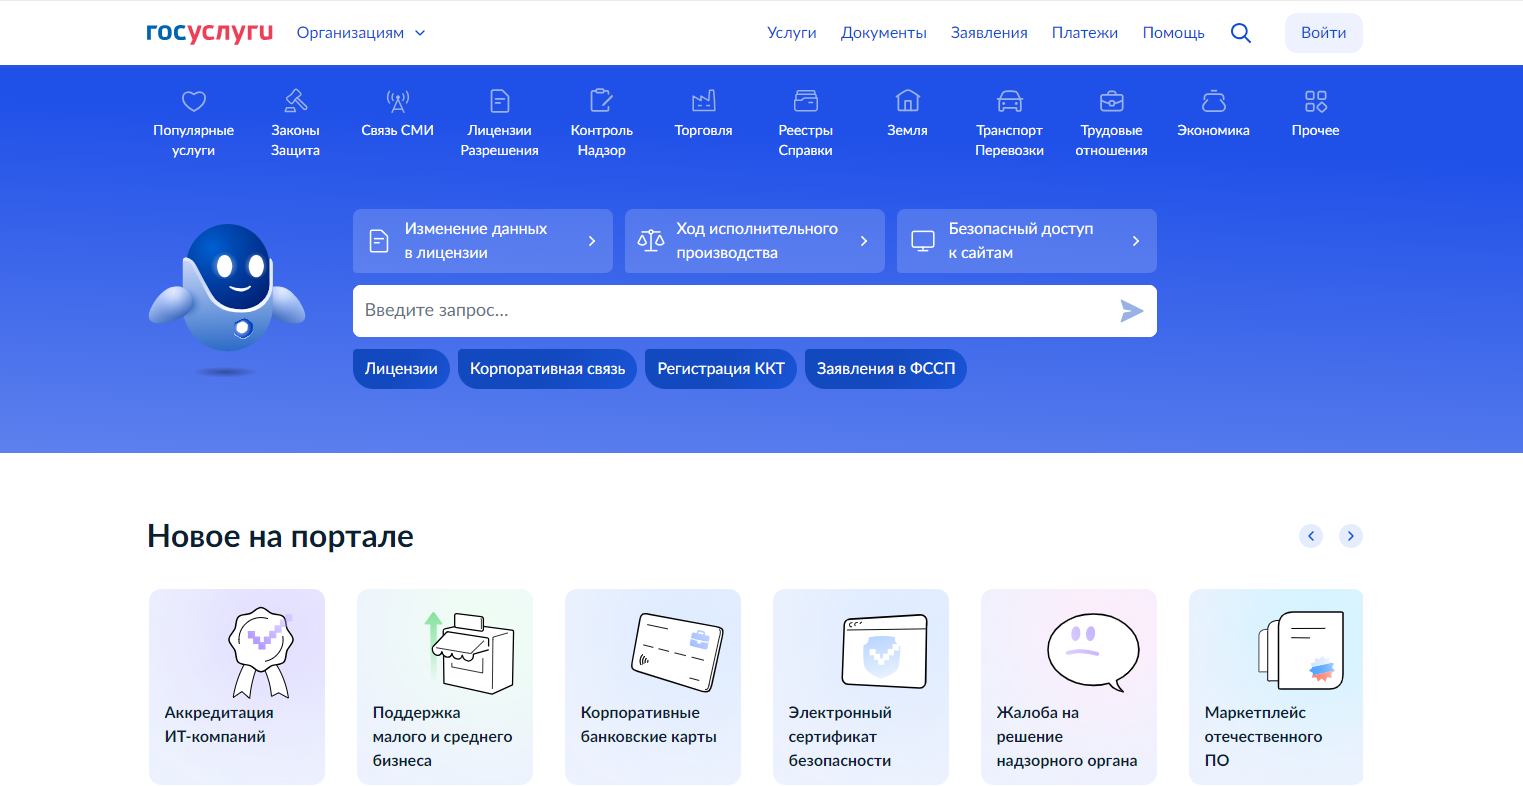 госуслуги
Организациям
Услуги
Документы
Заявления
Платежи
Помощь
Войти
Популярные
услуги
Законы
Защита
Связь СМИ
Лицензии
Разрешения
Контроль
Надзор
Торговля
Реестры
Справки
Земля
Транспорт
Перевозки
Трудовые
отношения
Экономика
Прочее
Изменение данных
в лицензии
Ход исполнительного
производства
Безопасный доступ
к сайтам
Введите запрос...
Лицензии
Корпоративная связь
Регистрация ККТ
Заявления в ФССП
Новое на портале
Аккредитация
ИТ-компаний
Поддержка
малого и среднего
бизнеса
Корпоративные
банковские карты
Электронный
сертификат
безопасности
Жалоба на
решение
надзорного органа
Маркетплейс
отечественного
ПО